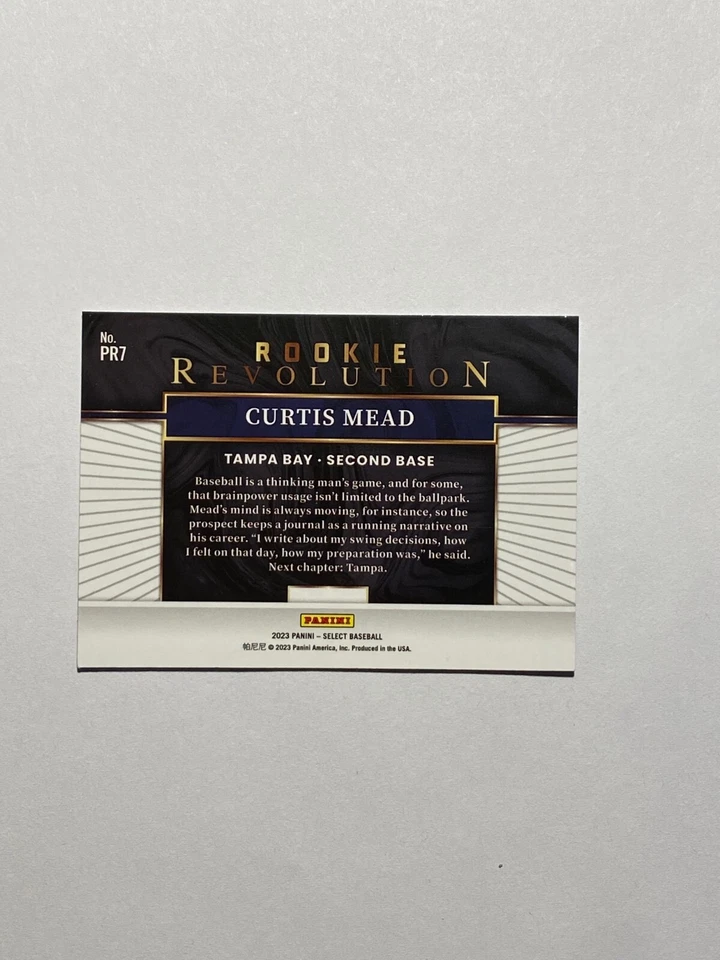 No.
PR7
ROOKIE
REVOLUTION
CURTIS MEAD
TAMPA BAY · SECOND BASE
Baseball is a thinking man's game, and for some,
that brainpower usage isn't limited to the ballpark.
Mead's mind is always moving, for instance, so the
prospect keeps a journal as a running narrative on
his career. “I write about my swing decisions, how
I felt on that day, how my preparation was,” he said.
Next chapter: Tampa.
PANINI
2023 PANINI – SELECT BASEBALL
帕尼尼 © 2023 Panini America, Inc. Produced in the USA.